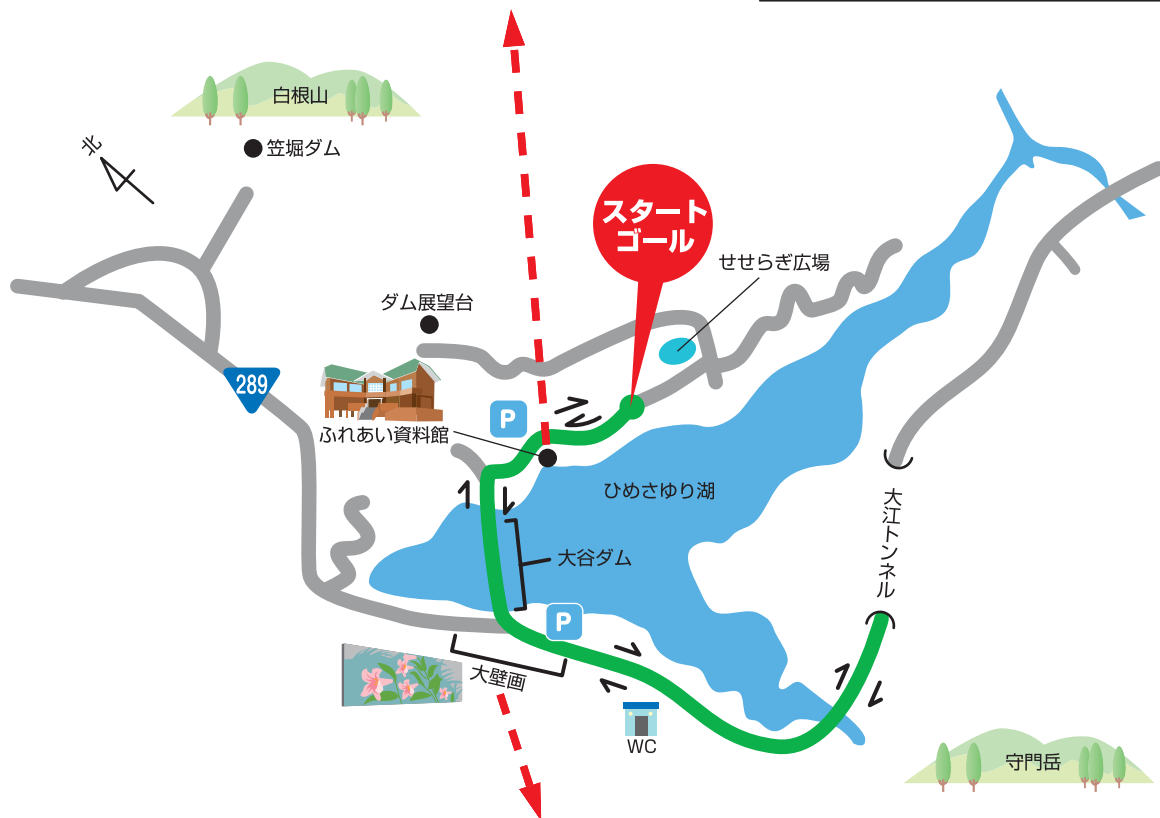 白根山
北
笠堀ダム
スタート
ゴール
せせらぎ広場
ダム展望台
289
P
ふれあい資料館
ひめさゆり湖
大江トンネル
大谷ダム
P
大壁画
WC
守門岳